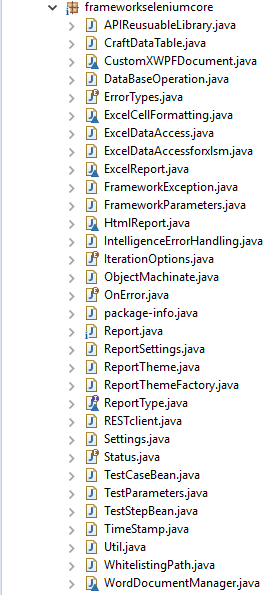 frameworkseleniumcore
APIReusuableLibrary.java
CraftDataTable.java
CustomXWPFDocument.java
DataBaseOperation.java
ErrorTypes.java
ExcelCellFormatting.java
ExcelDataAccess.java
ExcelDataAccessforxlsm.java
ExcelReport.java
FrameworkException.java
FrameworkParameters.java
HtmlReport.java
IntelligenceErrorHandling.java
IterationOptions.java
ObjectMachinate.java
OnError.java
package-info.java
Report.java
ReportSettings.java
ReportTheme.java
ReportThemeFactory.java
ReportType.java
RESTclient.java
Settings.java
Status.java
TestCaseBean.java
TestParameters.java
TestStepBean.java
TimeStamp.java
Util.java
WhitelistingPath.java
WordDocumentManager.java